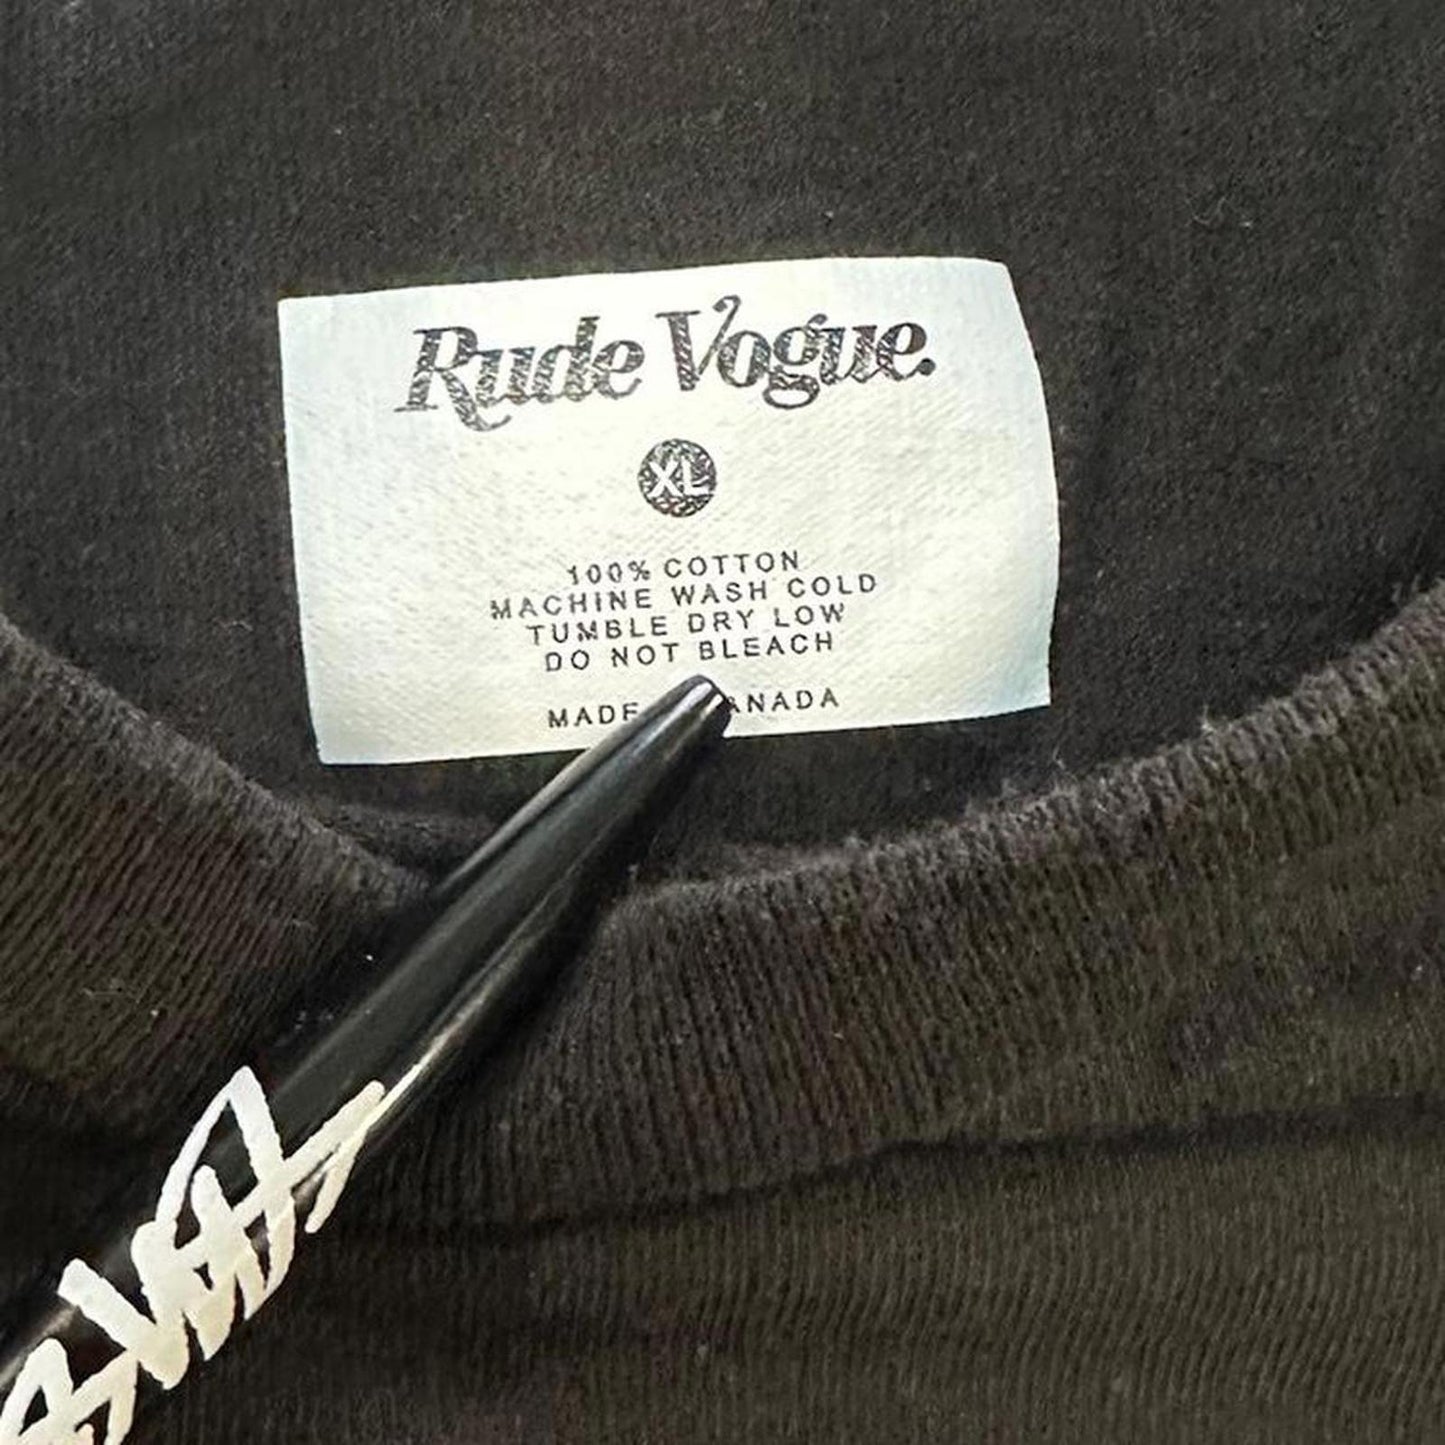 Rude Vogue.
XL
100% COTTON
MACHINE WASH COLD
TUMBLE DRY LOW
DO NOT BLEACH
MADE ANADA